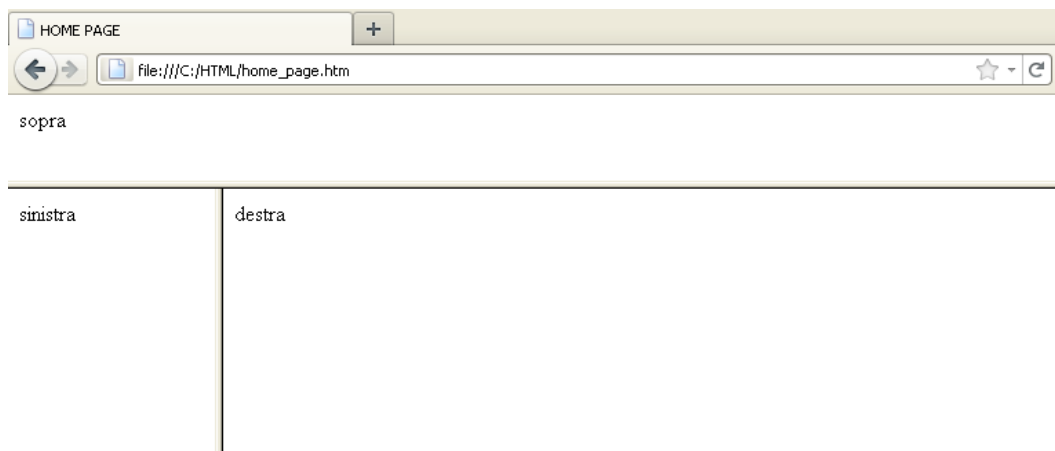 HOME PAGE
file:///C:/HTML/home_page.htm
sopra
sinistra
destra